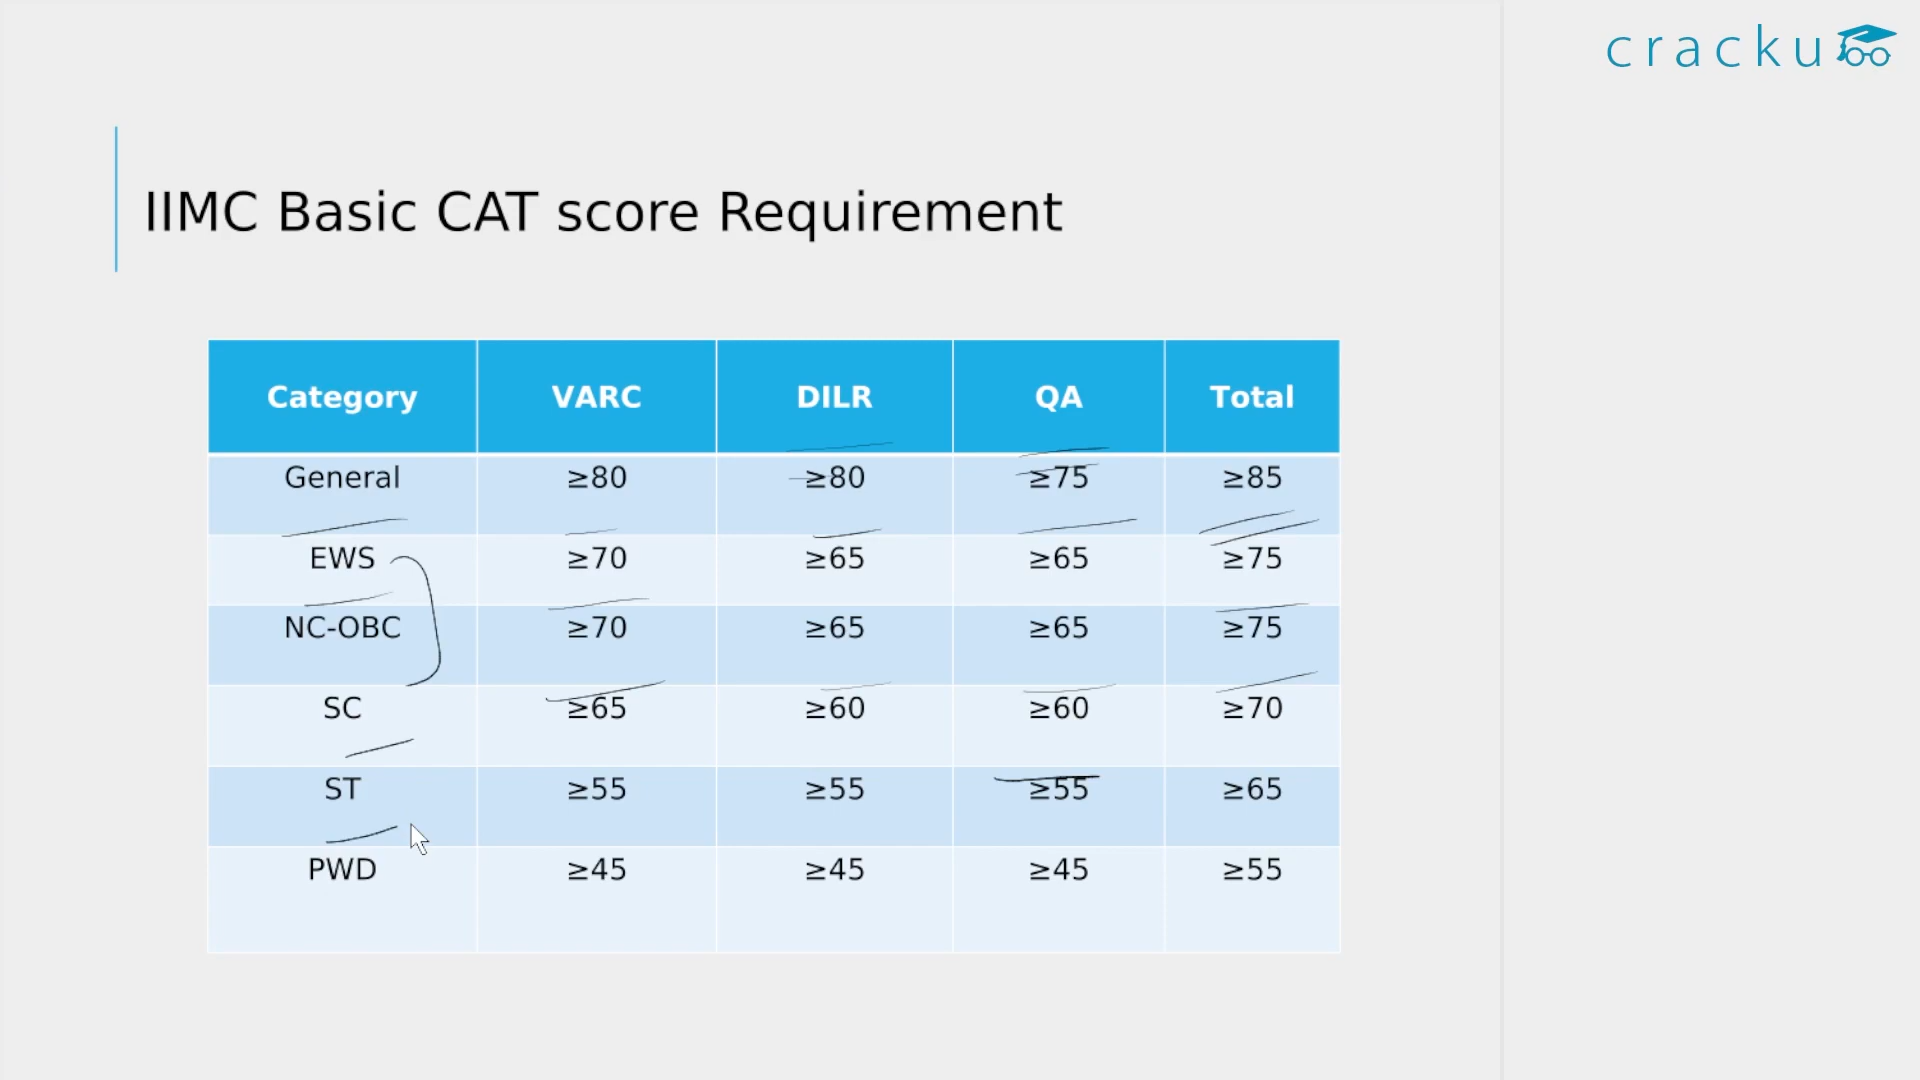 cracku
IIMC Basic CAT score Requirement
Category VARC DILR QA Total
General ≥80 ≥80 ≥75 ≥85
EWS ≥70 ≥65 ≥65 ≥75
NC-OBC ≥70 ≥65 ≥65 ≥75
SC ≥65 ≥60 ≥60 ≥70
ST ≥55 ≥55 ≥55 ≥65
PWD ≥45 ≥45 ≥45 ≥55